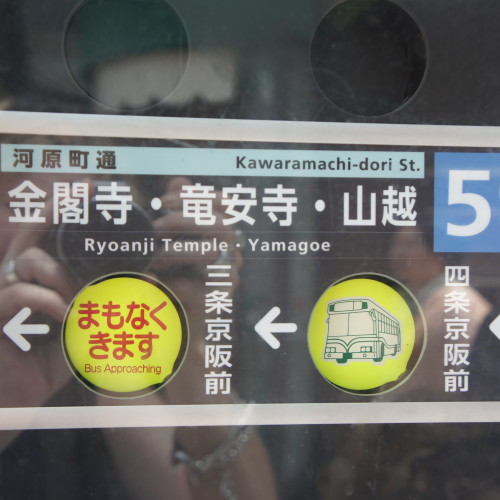 河原町通 Kawaramachi-dori St.
金閣寺・竜安寺・山越 5
Ryoanji Temple・Yamagoe
まもなく
きます
Bus Approaching
三条京阪前
四条京阪前